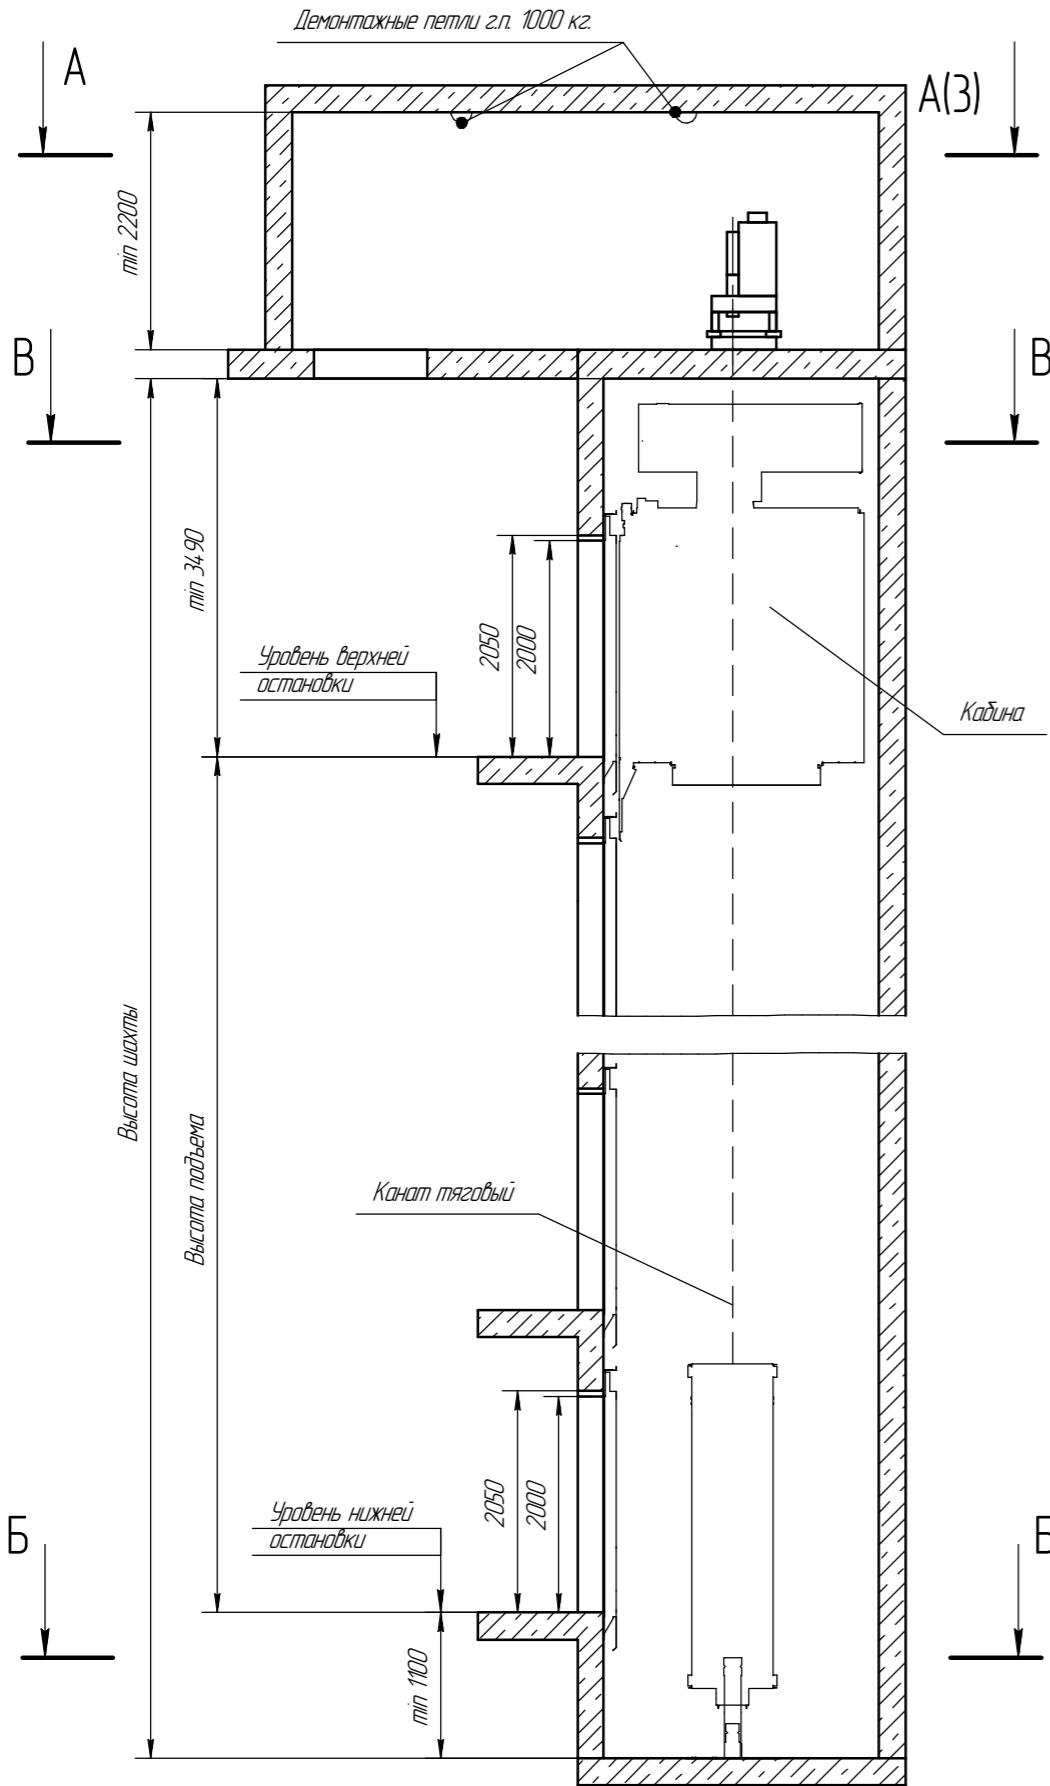 Демонтажные петли г.п. 1000 кг.
А
А(3)
min 2200
В
В
min 3490
2050
2000
Уровень верхней
остановки
Кабина
Высота шахты
Высота подъема
Канат тяговый
2050
2000
Уровень нижней
остановки
Б
Б
min 1100